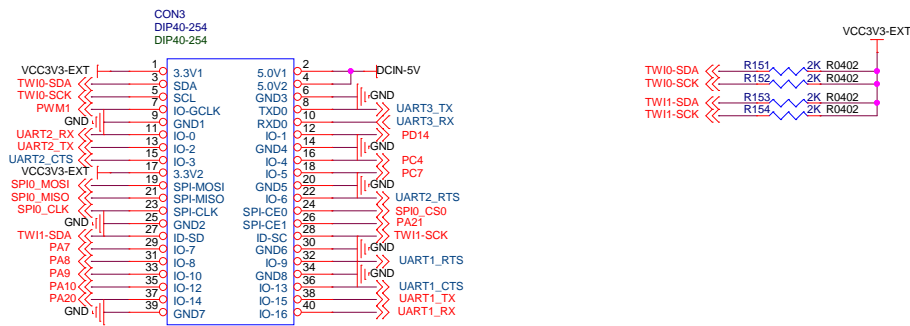 CON3
DIP40-254
DIP40-254
VCC3V3-EXT 1 3.3V1 5.0V1 2 DCIN-5V
TWI0-SDA 3 SDA 5.0V2 4
TWI0-SCK 5 SCL GND3 6 GND
PWM1 7 IO-GCLK TXD0 8 UART3_TX
GND 9 GND1 RXD0 10 UART3_RX
UART2_RX 11 IO-0 IO-1 12 PD14
UART2_TX 13 IO-2 GND4 14 GND
UART2_CTS 15 IO-3 IO-4 16 PC4
VCC3V3-EXT 17 3.3V2 IO-5 18 PC7
SPI0_MOSI 19 SPI-MOSI GND5 20 GND
SPI0_MISO 21 SPI-MISO IO-6 22 UART2_RTS
SPI0_CLK 23 SPI-CLK SPI-CE0 24 SPI0_CS0
GND 25 GND2 SPI-CE1 26 PA21
TWI1-SDA 27 ID-SD ID-SC 28 TWI1-SCK
PA7 29 IO-7 GND6 30 GND
PA8 31 IO-8 IO-9 32 UART1_RTS
PA9 33 IO-10 GND8 34 GND
PA10 35 IO-12 IO-13 36 UART1_CTS
PA20 37 IO-14 IO-15 38 UART1_TX
GND 39 GND7 IO-16 40 UART1_RX
VCC3V3-EXT
TWI0-SDA R151 2K R0402
TWI0-SCK R152 2K R0402
TWI1-SDA R153 2K R0402
TWI1-SCK R154 2K R0402